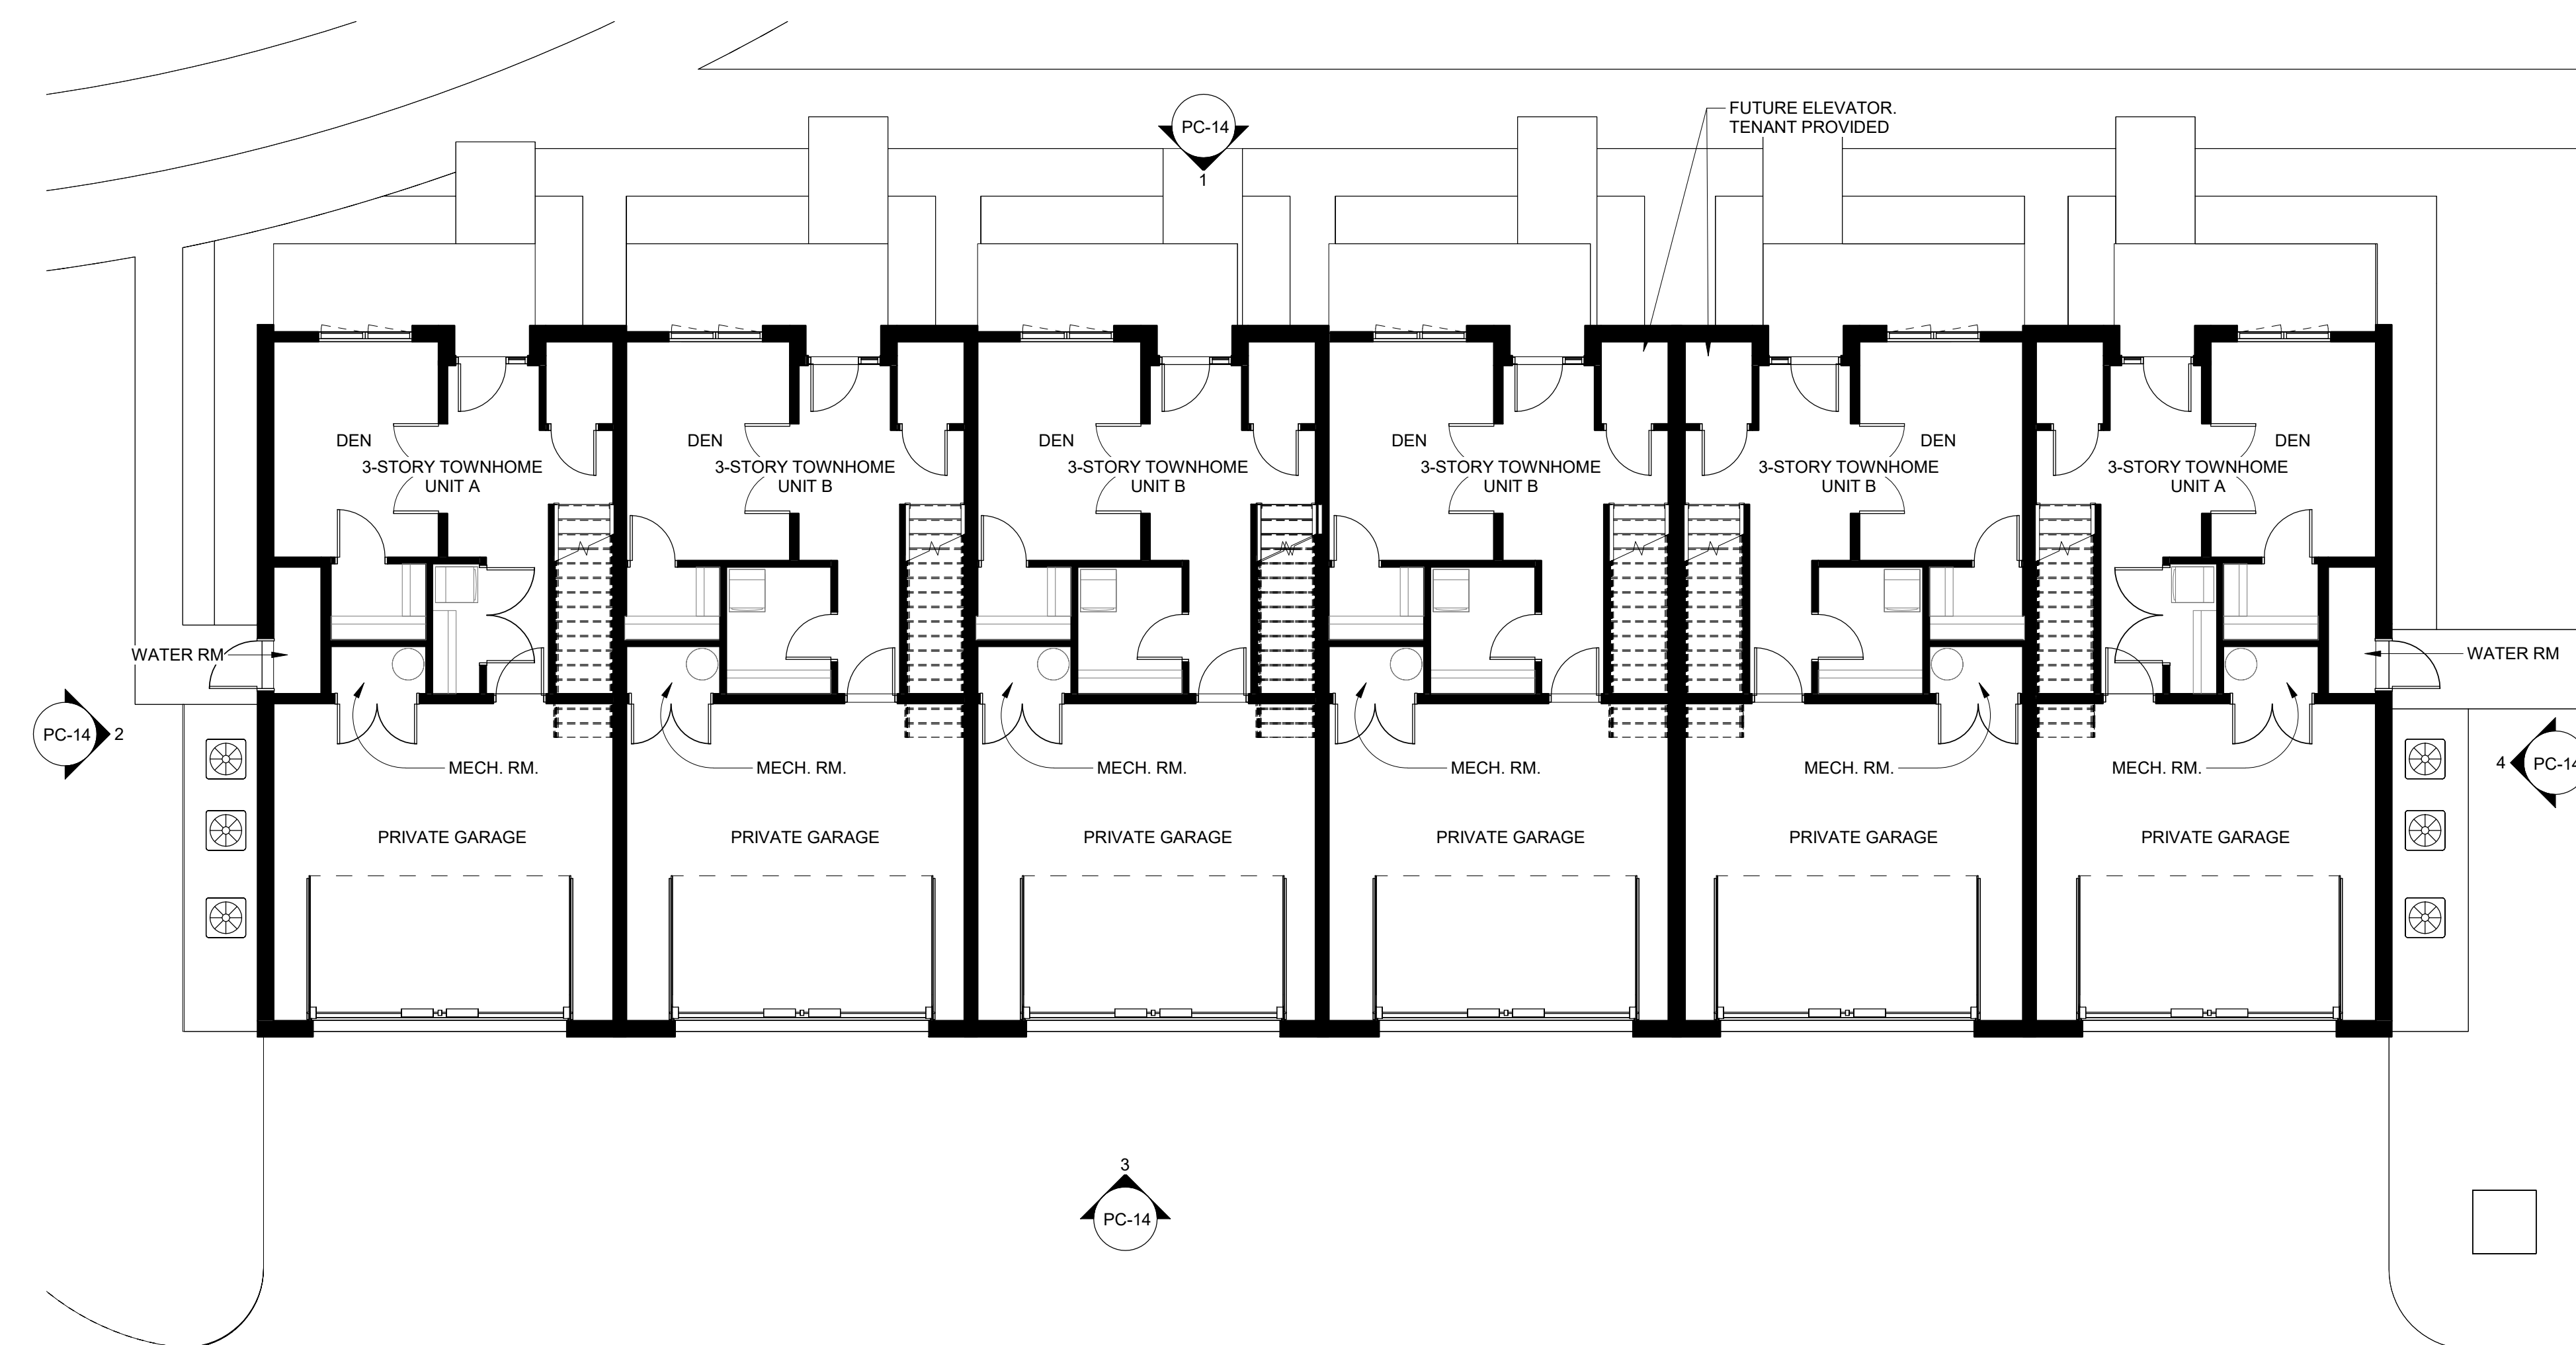 FUTURE ELEVATOR.
TENANT PROVIDED
PC-14
1
DEN
3-STORY TOWNHOME
UNIT A
DEN
3-STORY TOWNHOME
UNIT B
DEN
3-STORY TOWNHOME
UNIT B
DEN
3-STORY TOWNHOME
UNIT B
DEN
3-STORY TOWNHOME
UNIT B
DEN
3-STORY TOWNHOME
UNIT A
WATER RM
WATER RM
PC-14 2
4 PC-14
MECH. RM.
MECH. RM.
MECH. RM.
MECH. RM.
MECH. RM.
MECH. RM.
PRIVATE GARAGE
PRIVATE GARAGE
PRIVATE GARAGE
PRIVATE GARAGE
PRIVATE GARAGE
PRIVATE GARAGE
3
PC-14